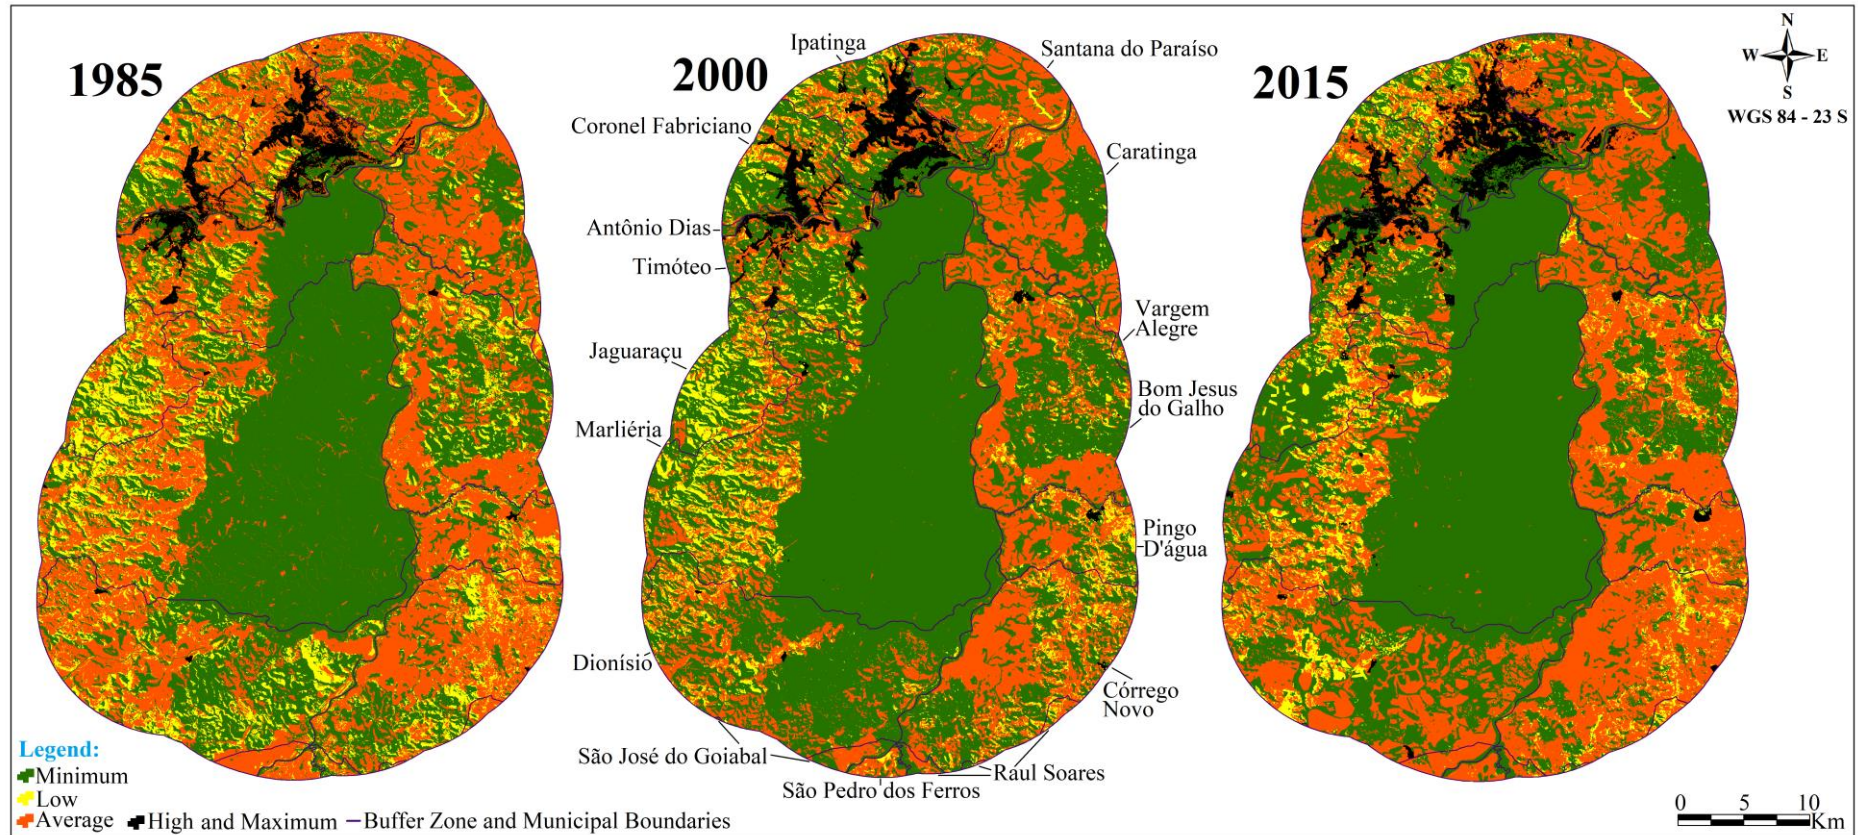 1985
2000
2015
N
W
E
S
WGS 84 - 23 S
Ipatinga
Santana do Paraíso
Coronel Fabriciano
Caratinga
Antônio Dias
Timóteo
Vargem
Alegre
Jaguaraçu
Bom Jesus
do Galho
Marliéria
Pingo
D'água
Dionísio
Córrego
Novo
São José do Goiabal
Raul Soares
São Pedro dos Ferros
Legend:
Minimum
Low
Average
High and Maximum
Buffer Zone and Municipal Boundaries
0 5 10
Km